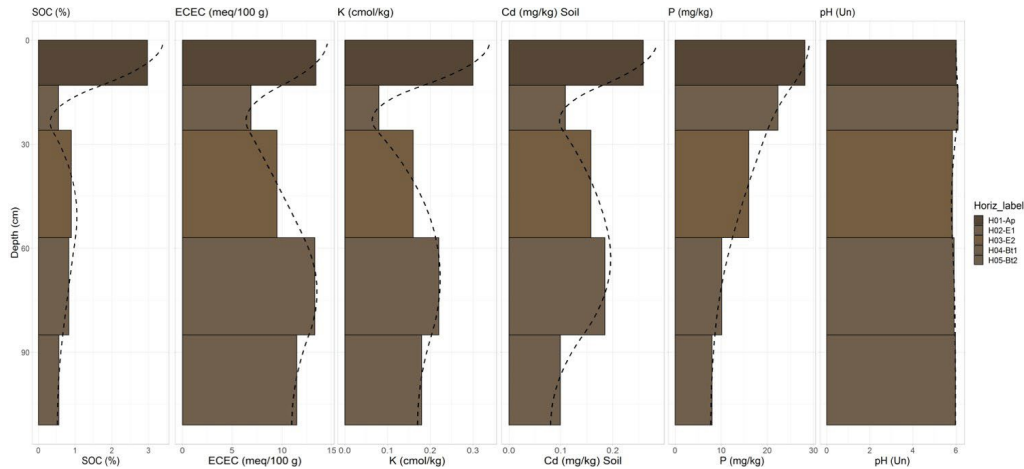 SOC (%) ECEC (meq/100 g) K (cmol/kg) Cd (mg/kg) Soil P (mg/kg) pH (Un)
0
30
60
90
Depth (cm)
Horiz_label
H01-Ap
H02-E1
H03-E2
H04-Bt1
H05-Bt2
0 1 2 3 0 5 10 15 0.0 0.1 0.2 0.3 0.0 0.1 0.2 0 10 20 30 0 2 4 6
SOC (%) ECEC (meq/100 g) K (cmol/kg) Cd (mg/kg) Soil P (mg/kg) pH (Un)